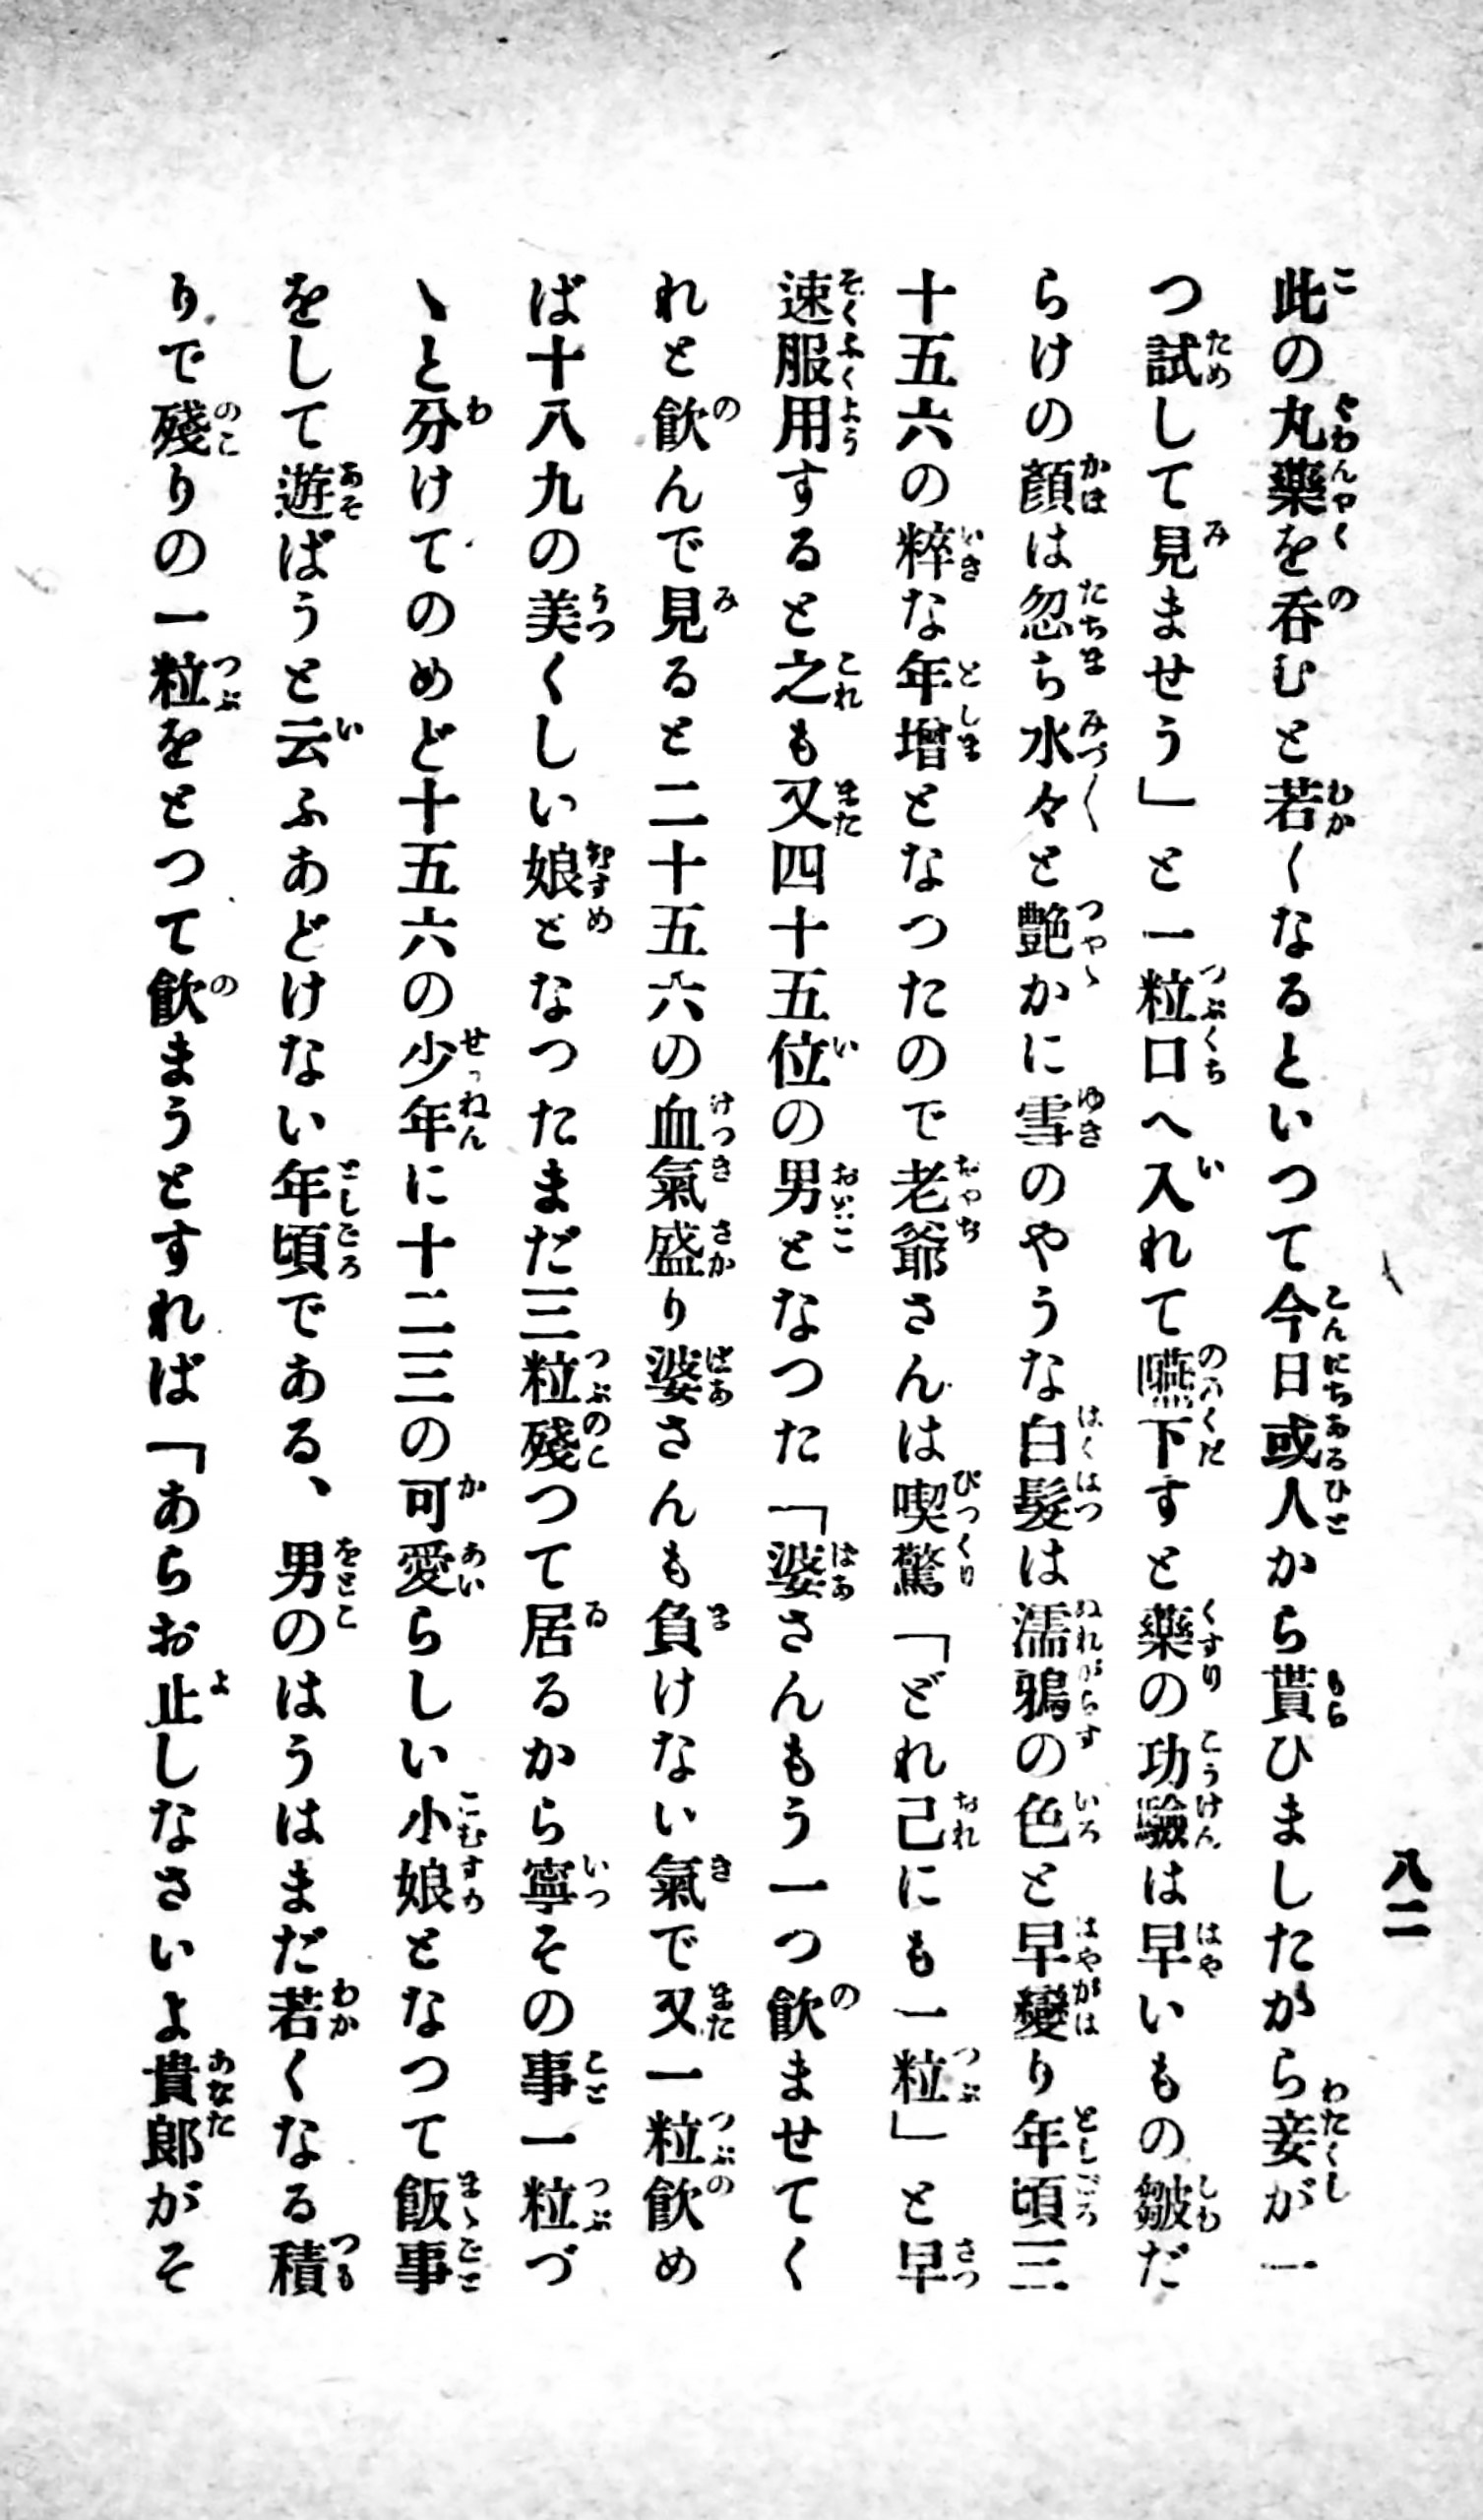 八二
此の丸藥を呑むと若くなるといつて今日或人から貰ひましたから妾が一
つ試して見ませう」と一粒口へ入れて嚥下すと藥の功驗は早いもの皺だ
らけの顏は忽ち水々と艶かに雪のやうな白髮は濡鴉の色と早變り年頃三
十五六の粹な年增となつたので老爺さんは喫驚「どれ己にも一粒」と早
速服用すると之も又四十五位の男となつた「婆さんもう一つ飮ませてく
れと飮んで見ると二十五六の血氣盛り婆さんも負けない氣で又一粒飮め
ば十八九の美くしい娘となつたまだ三粒殘つて居るから寧その事一粒づ
ゝと分けてのめど十五六の少年に十二三の可愛らしい小娘となつて飯事
をして遊ばうと云ふあどけない年頃である、男のはうはまだ若くなる積
りで殘りの一粒をとつて飮まうとすれば「あらお止しなさいよ貴郞がそ